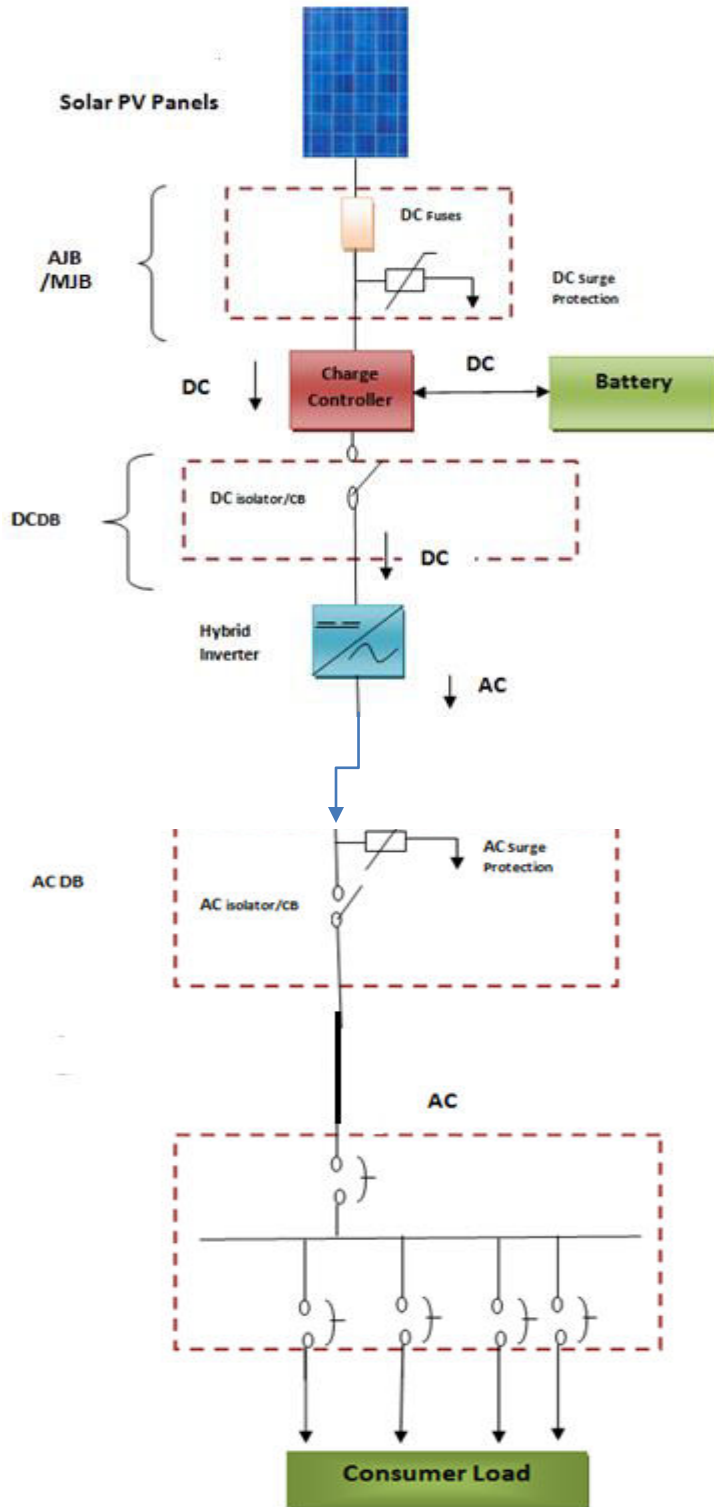 Solar PV Panels
DC Fuses
AJB
/MJB
DC Surge
Protection
DC
Charge
Controller
DC
Battery
DC isolator/CB
DCDB
DC
Hybrid
Inverter
AC
AC Surge
Protection
AC DB
AC isolator/CB
AC
Consumer Load